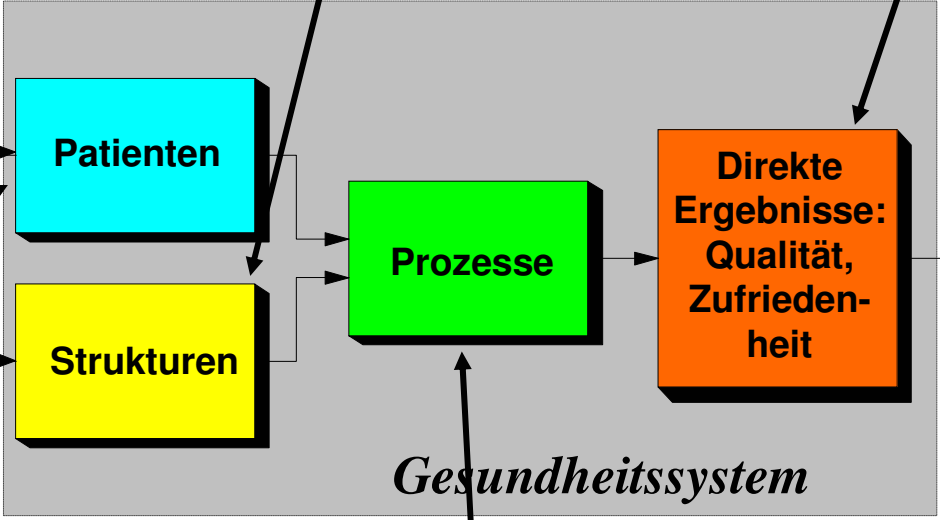 Patienten
Strukturen
Prozesse
Direkte
Ergebnisse:
Qualität,
Zufrieden-
heit
Gesundheitssystem